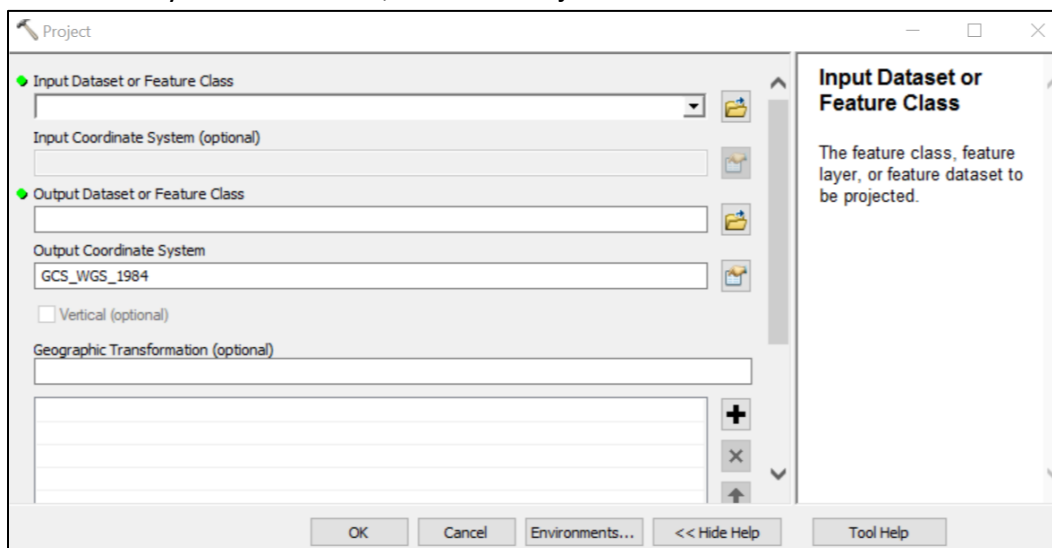 Project
Input Dataset or Feature Class
Input Coordinate System (optional)
Output Dataset or Feature Class
Output Coordinate System
GCS_WGS_1984
Vertical (optional)
Geographic Transformation (optional)
OK
Cancel
Environments...
<< Hide Help
Tool Help
Input Dataset or
Feature Class
The feature class, feature
layer, or feature dataset to
be projected.